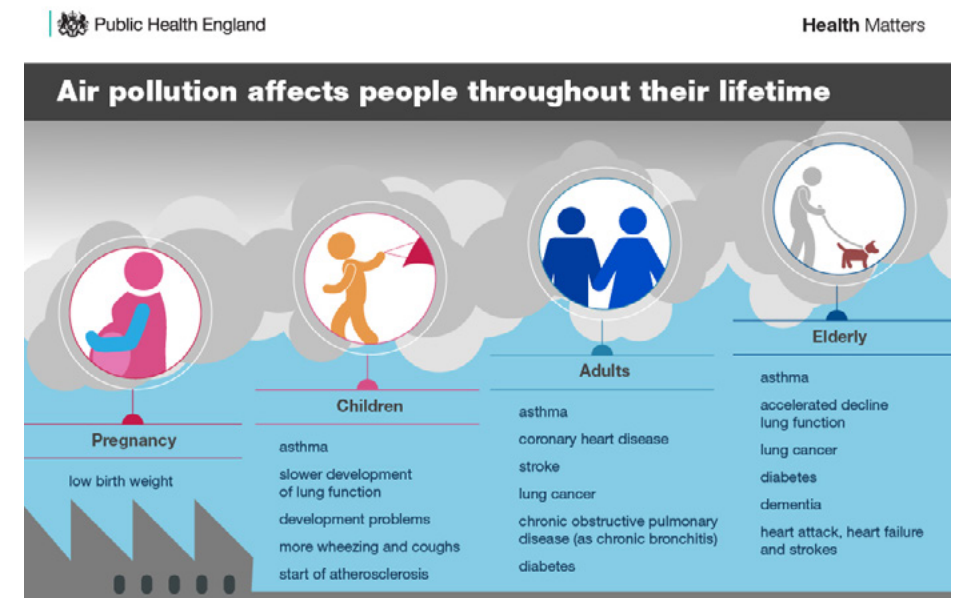 Public Health England
Health Matters
Air pollution affects people throughout their lifetime
Pregnancy
low birth weight
Children
asthma
slower development
of lung function
development problems
more wheezing and coughs
start of atherosclerosis
Adults
asthma
coronary heart disease
stroke
lung cancer
chronic obstructive pulmonary
disease (as chronic bronchitis)
diabetes
Elderly
asthma
accelerated decline
lung function
lung cancer
diabetes
dementia
heart attack, heart failure
and strokes